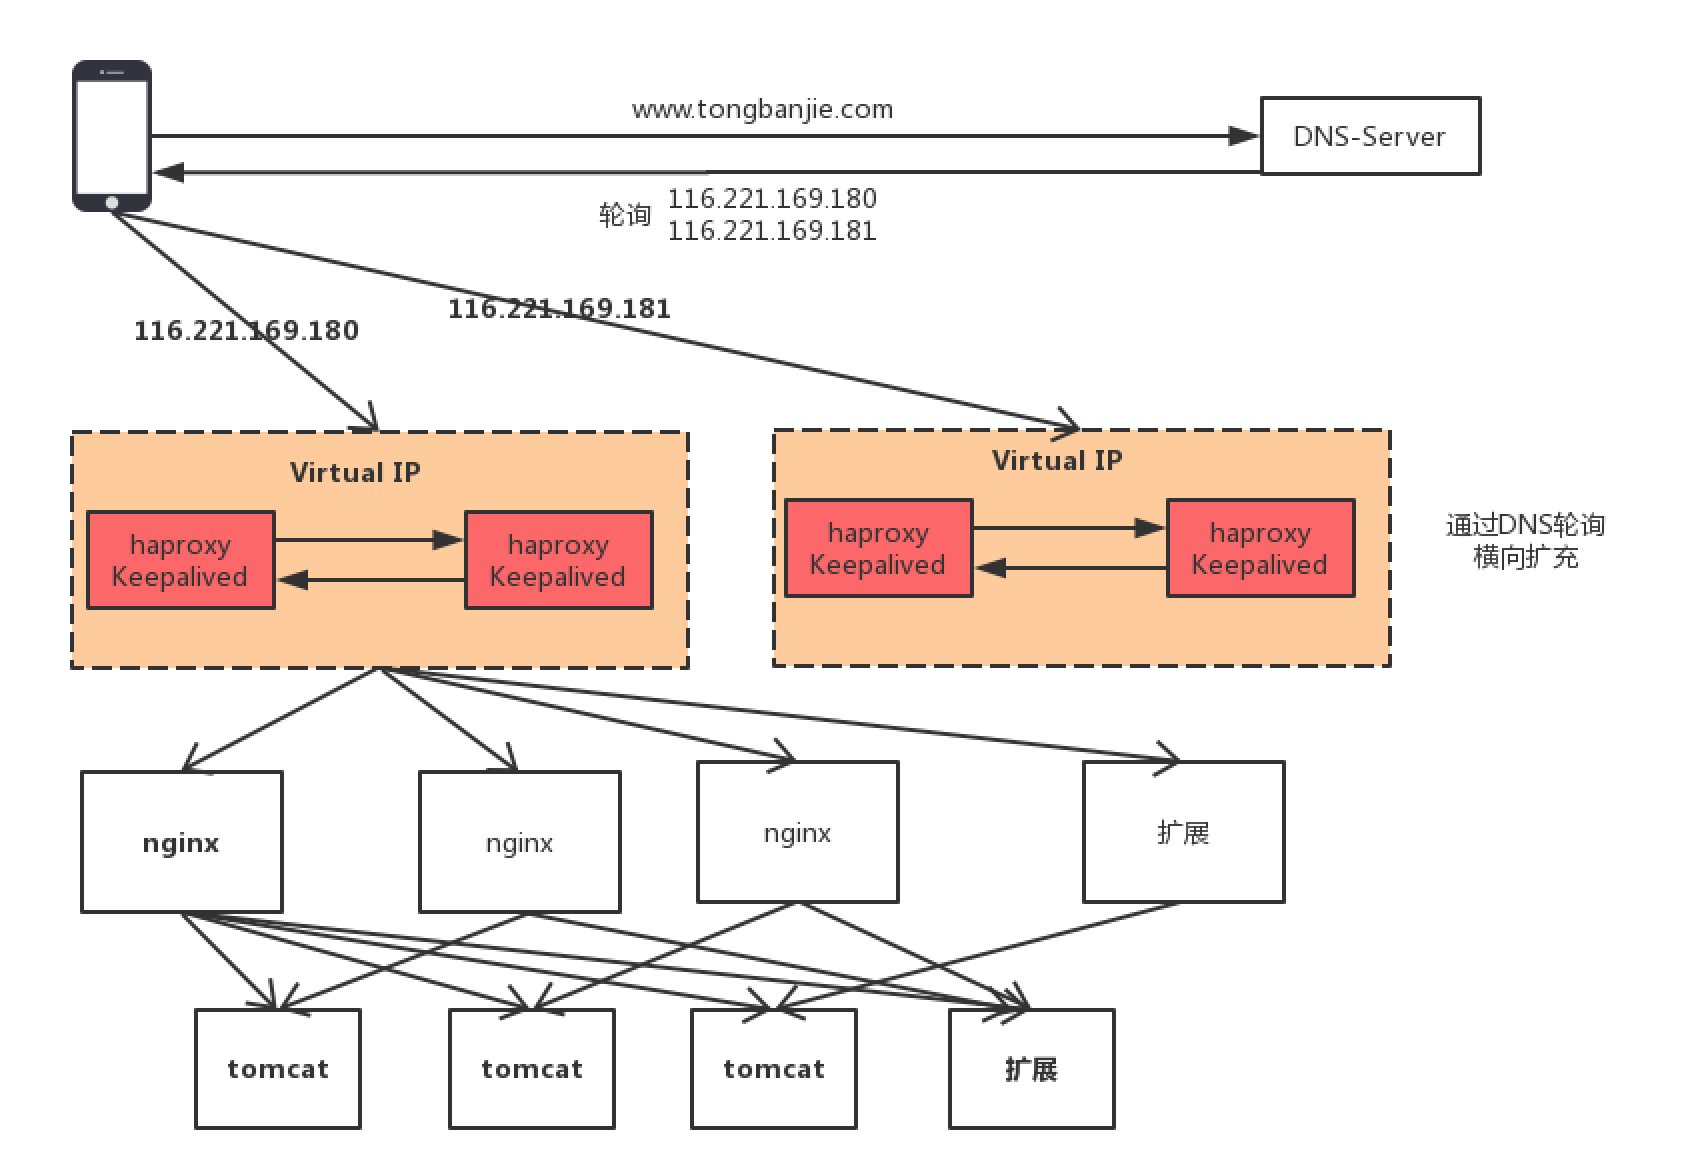 www.tongbanjie.com
DNS-Server
轮询
116.221.169.180
116.221.169.181
116.221.169.180
116.221.169.181
Virtual IP
haproxy
Keepalived
haproxy
Keepalived
Virtual IP
haproxy
Keepalived
haproxy
Keepalived
通过DNS轮询
横向扩充
nginx
nginx
nginx
扩展
tomcat
tomcat
tomcat
扩展